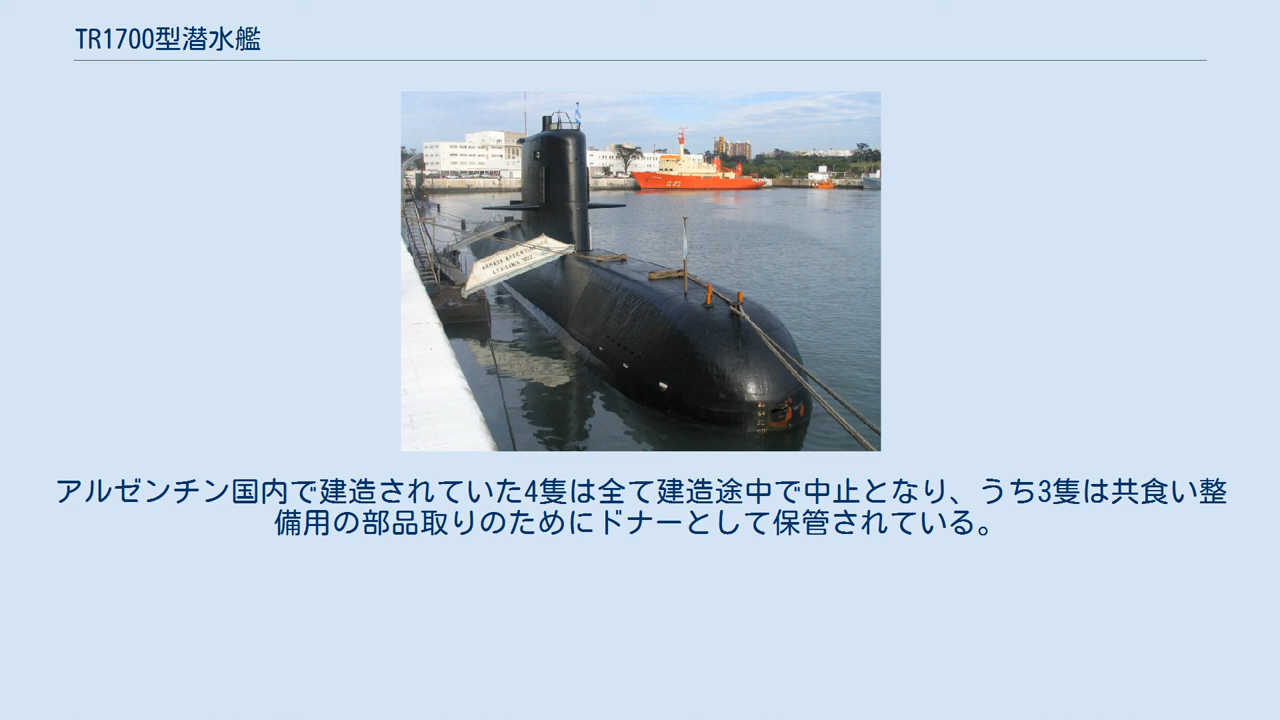 TR1700型潜水艦
ARMADA ARGENTINA
Q-73
アルゼンチン国内で建造されていた4隻は全て建造途中で中止となり、うち3隻は共食い整
備用の部品取りのためにドナーとして保管されている。